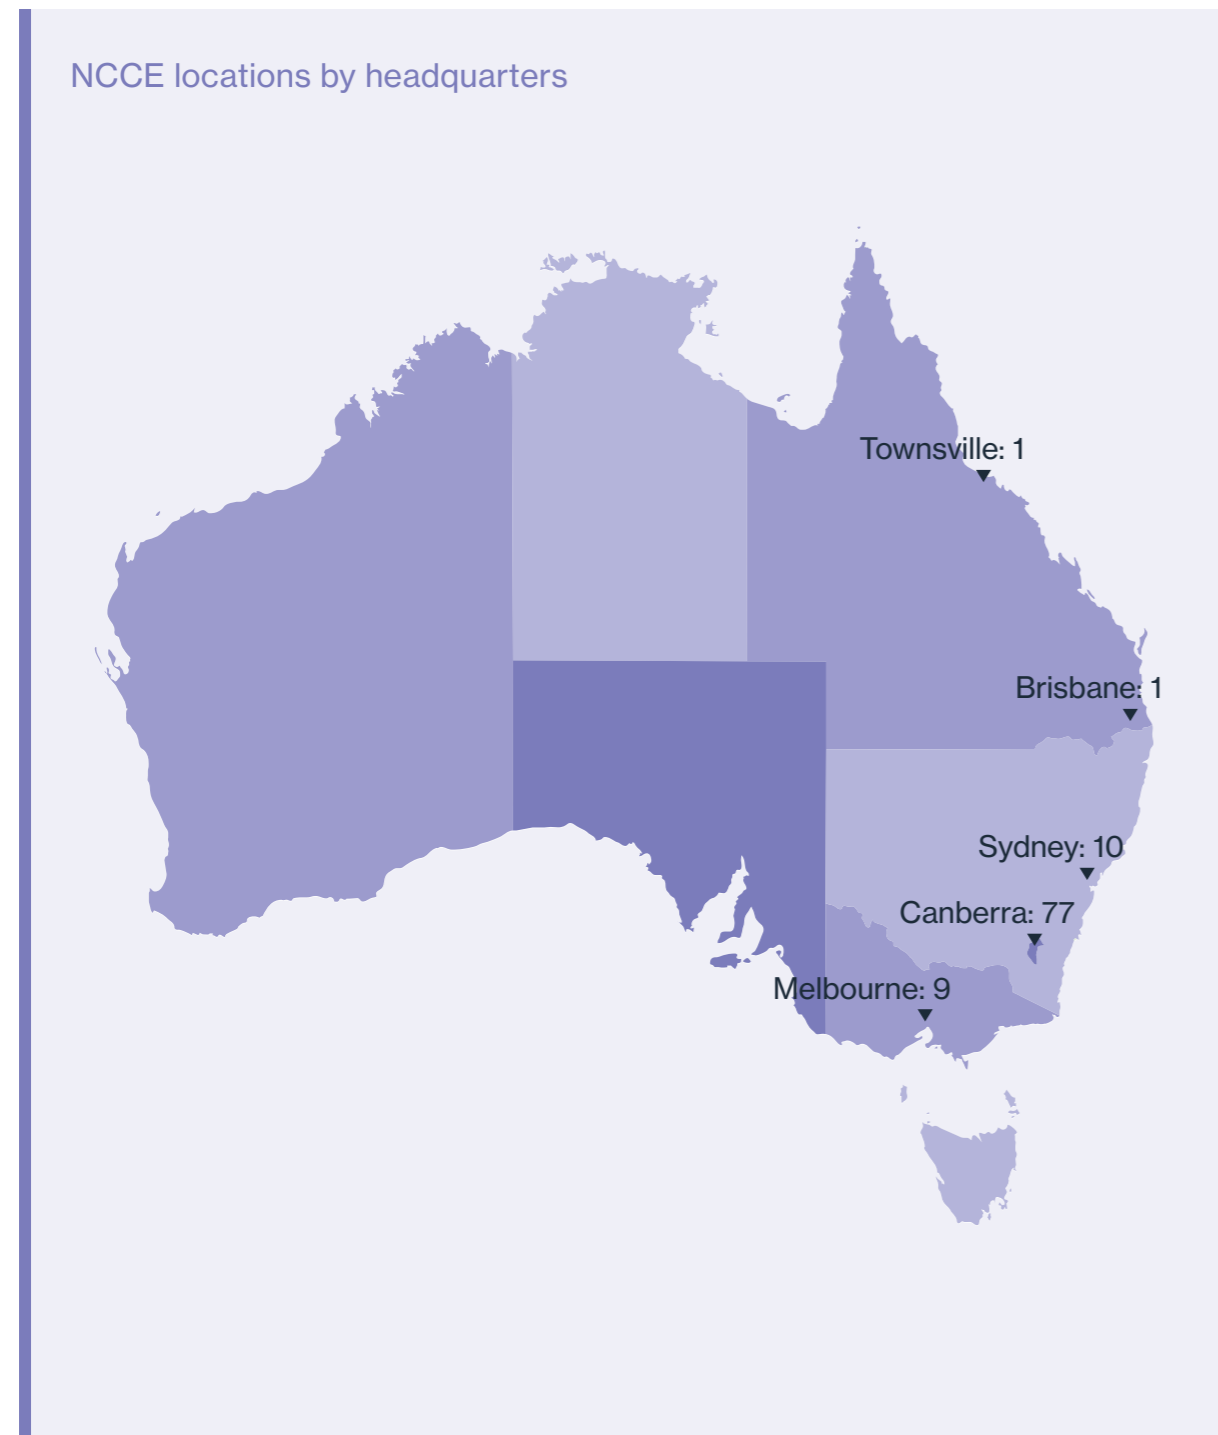 NCCE locations by headquarters
Townsville: 1
Brisbane: 1
Sydney: 10
Canberra: 77
Melbourne: 9